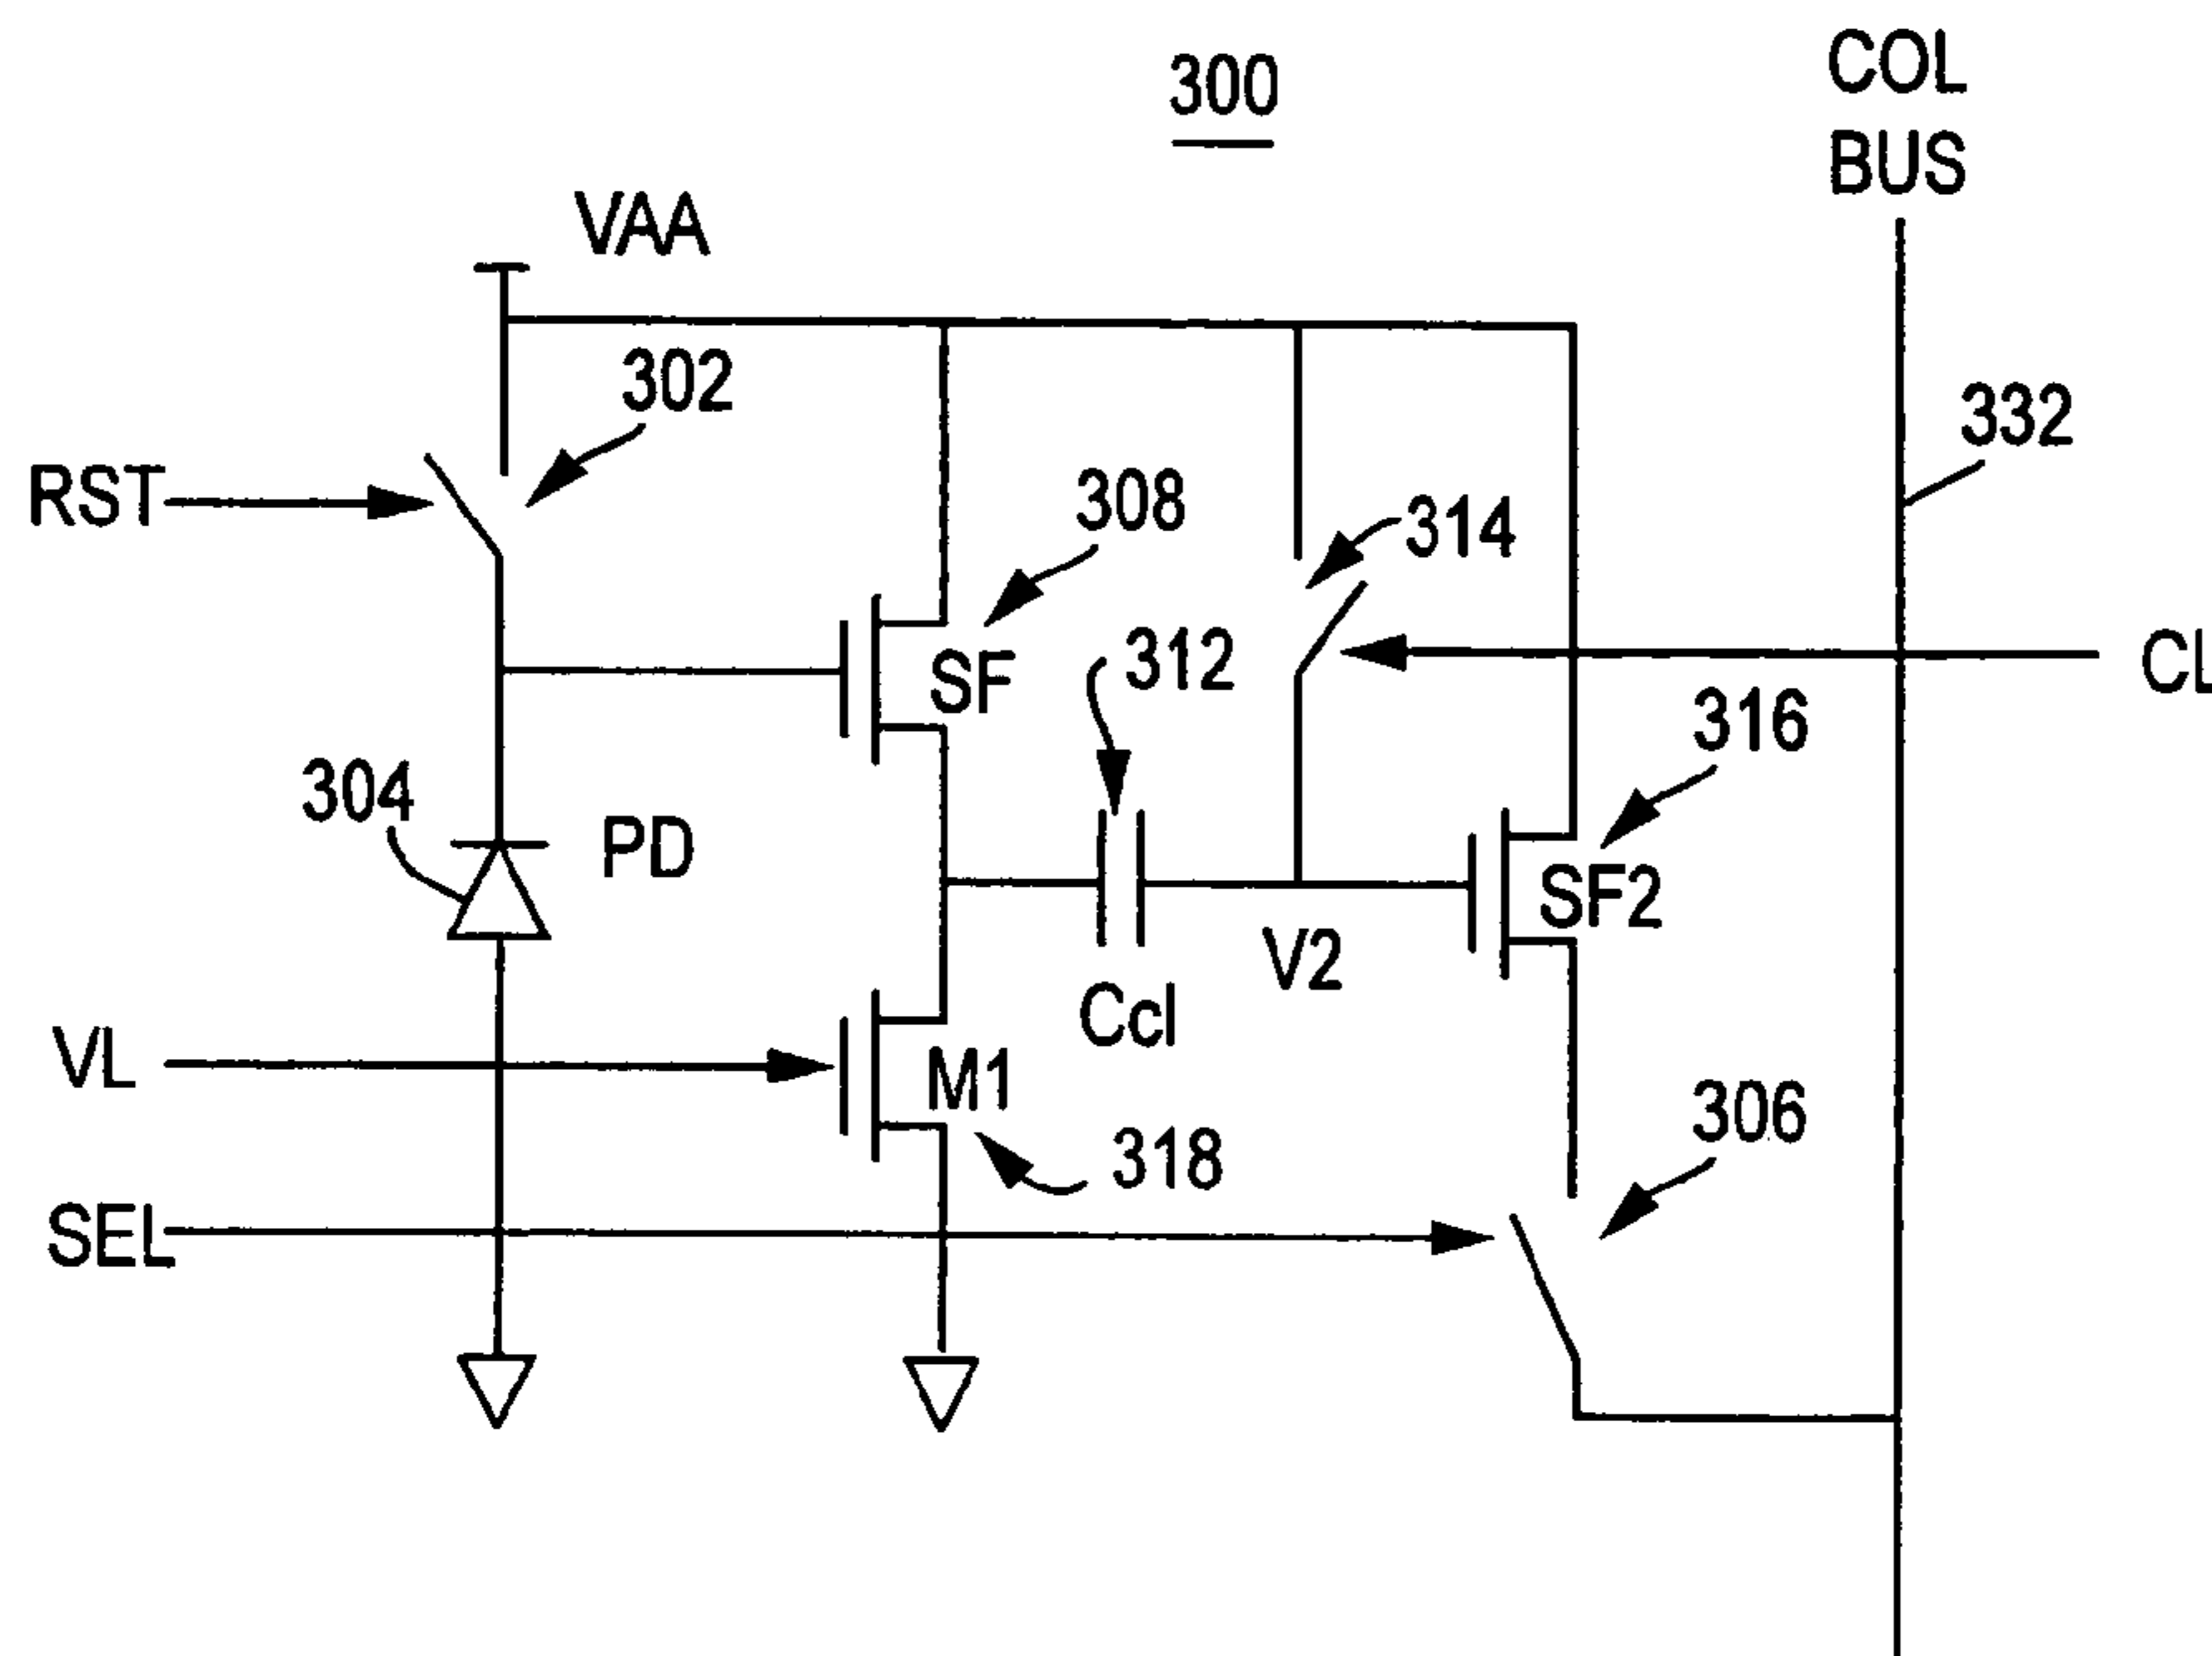 300
COL
BUS
VAA
302
332
RST
308
314
SF
312
CL
316
304
PD
SF2
V2
Ccl
VL
M1
306
318
SEL